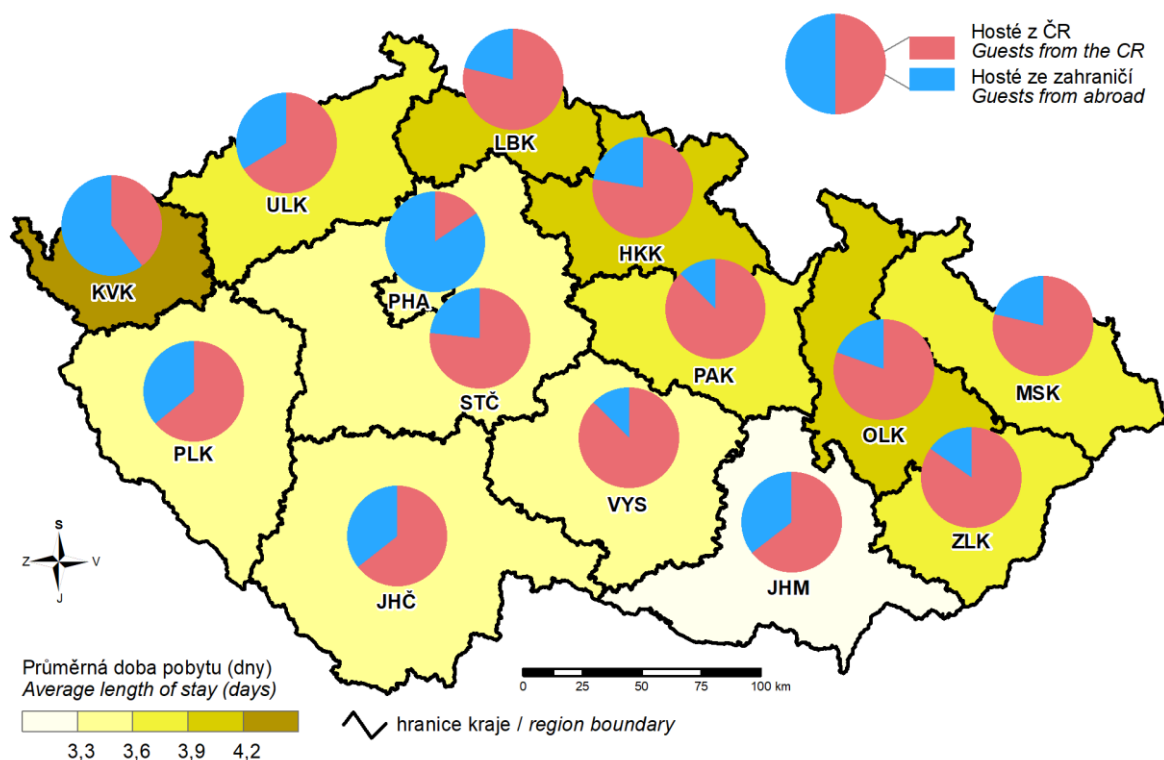 Hosté z ČR
Guests from the CR
Hosté ze zahraničí
Guests from abroad
LBK
ULK
HKK
KVK
PHA
PAK
MSK
STČ
OLK
PLK
VYS
ZLK
JHM
JHČ
S
Z V
J
Průměrná doba pobytu (dny)
Average length of stay (days)
3,3 3,6 3,9 4,2
hranice kraje / region boundary
0 25 50 75 100 km